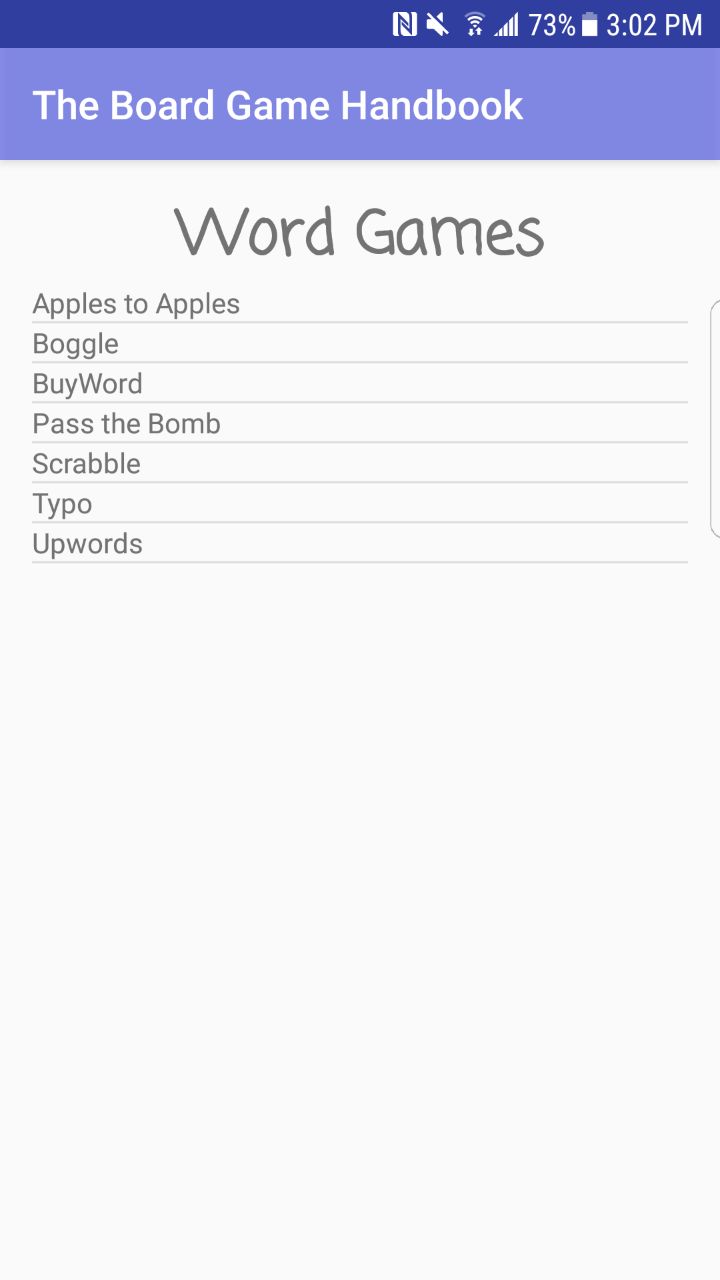 73% 3:02 PM
The Board Game Handbook
Word Games
Apples to Apples
Boggle
BuyWord
Pass the Bomb
Scrabble
Typo
Upwords